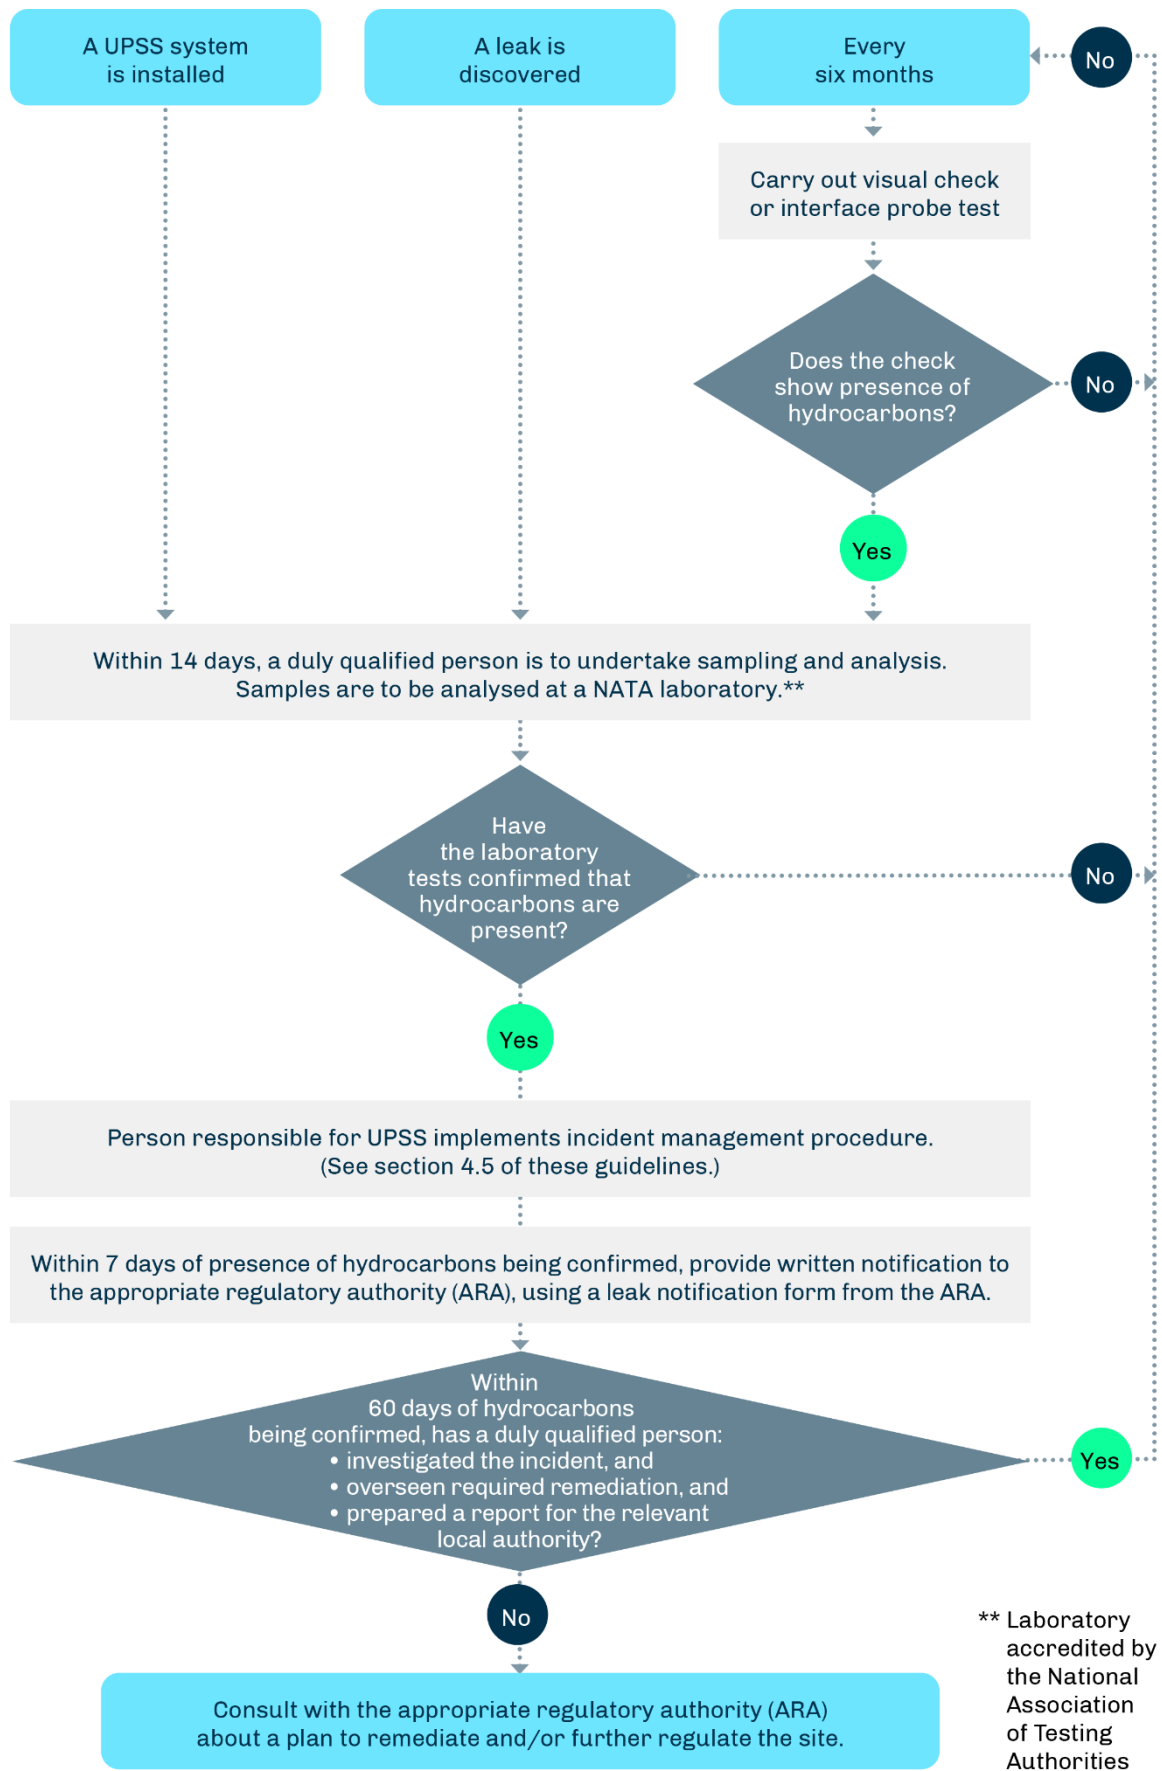 A UPSS system
is installed
A leak is
discovered
Every
six months
No
Carry out visual check
or interface probe test
Does the check
show presence of
hydrocarbons?
No
Yes
Within 14 days, a duly qualified person is to undertake sampling and analysis.
Samples are to be analysed at a NATA laboratory.**
Have
the laboratory
tests confirmed that
hydrocarbons are
present?
No
Yes
Person responsible for UPSS implements incident management procedure.
(See section 4.5 of these guidelines.)
Within 7 days of presence of hydrocarbons being confirmed, provide written notification to
the appropriate regulatory authority (ARA), using a leak notification form from the ARA.
Within
60 days of hydrocarbons
being confirmed, has a duly qualified person:
• investigated the incident, and
• overseen required remediation, and
• prepared a report for the relevant
local authority?
Yes
No
Consult with the appropriate regulatory authority (ARA)
about a plan to remediate and/or further regulate the site.
** Laboratory
accredited by
the National
Association
of Testing
Authorities